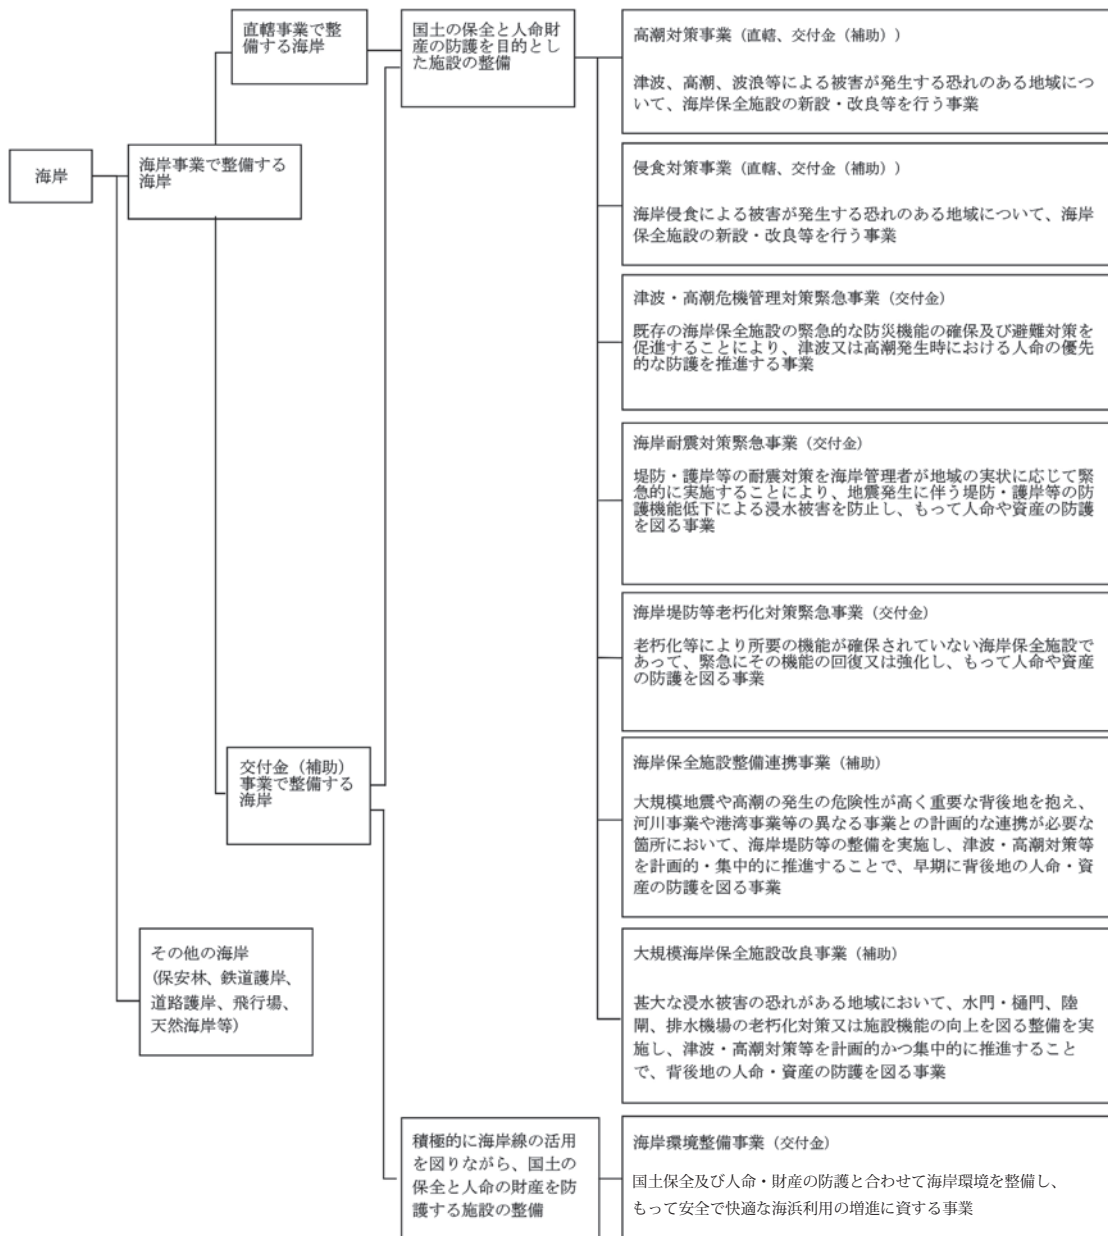 海岸
海岸事業で整備する
海岸
直轄事業で整
備する海岸
国土の保全と人命財
産の防護を目的とし
た施設の整備
高潮対策事業（直轄、交付金（補助））
津波、高潮、波浪等による被害が発生する恐れのある地域につ
いて、海岸保全施設の新設・改良等を行う事業
侵食対策事業（直轄、交付金（補助））
海岸侵食による被害が発生する恐れのある地域について、海岸
保全施設の新設・改良等を行う事業
津波・高潮危機管理対策緊急事業（交付金）
既存の海岸保全施設の緊急的な防災機能の確保及び避難対策を
促進することにより、津波又は高潮発生時における人命の優先
的な防護を推進する事業
海岸耐震対策緊急事業（交付金）
堤防・護岸等の耐震対策を海岸管理者が地域の実状に応じて緊
急的に実施することにより、地震発生に伴う堤防・護岸等の防
護機能低下による浸水被害を防止し、もって人命や資産の防護
を図る事業
海岸堤防等老朽化対策緊急事業（交付金）
老朽化等により所要の機能が確保されていない海岸保全施設で
あって、緊急にその機能の回復又は強化し、もって人命や資産
の防護を図る事業
交付金（補助）
事業で整備する
海岸
海岸保全施設整備連携事業（補助）
大規模地震や高潮の発生の危険性が高く重要な背後地を抱え、
河川事業や港湾事業等の異なる事業との計画的な連携が必要な
箇所において、海岸堤防等の整備を実施し、津波・高潮対策等
を計画的・集中的に推進することで、早期に背後地の人命・資
産の防護を図る事業
その他の海岸
（保安林、鉄道護岸、
道路護岸、飛行場、
天然海岸等）
大規模海岸保全施設改良事業（補助）
甚大な浸水被害の恐れがある地域において、水門・樋門、陸
閘、排水機場の老朽化対策又は施設機能の向上を図る整備を実
施し、津波・高潮対策等を計画的かつ集中的に推進すること
で、背後地の人命・資産の防護を図る事業
積極的に海岸線の活用
を図りながら、国土の
保全と人命の財産を防
護する施設の整備
海岸環境整備事業（交付金）
国土保全及び人命・財産の防護と合わせて海岸環境を整備し、
もって安全で快適な海浜利用の増進に資する事業